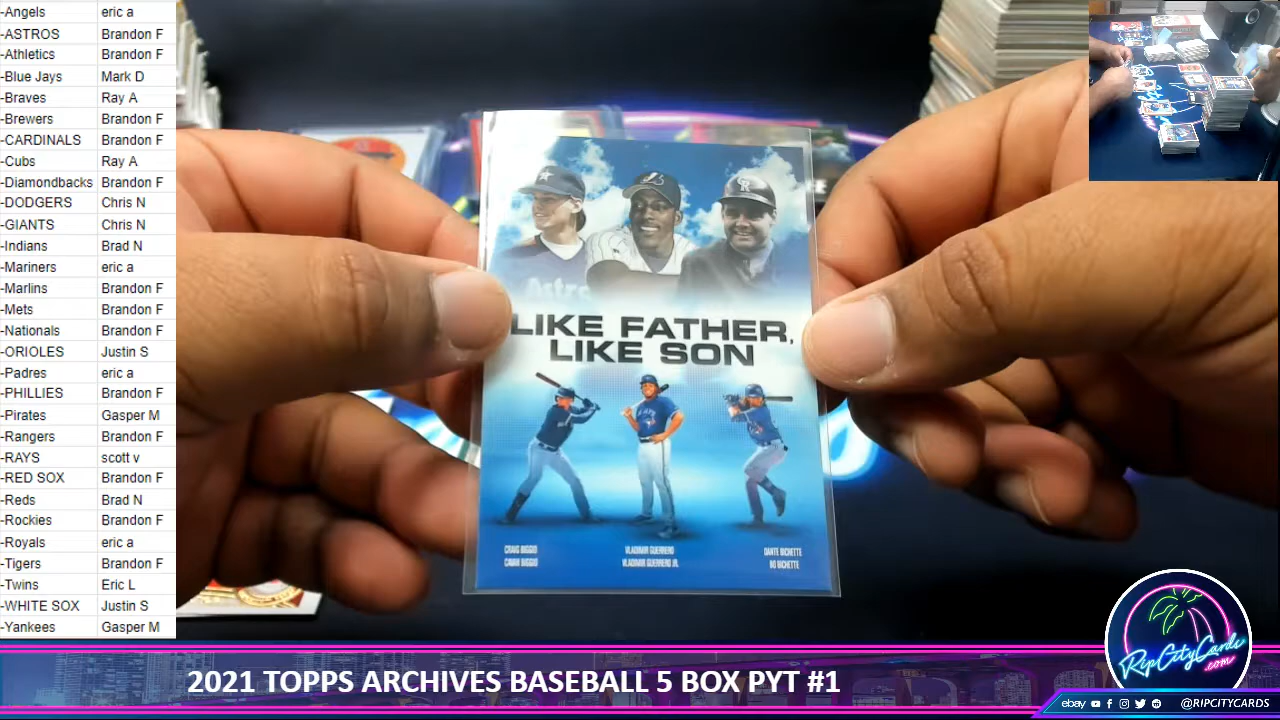 -Angels eric a
-ASTROS Brandon F
-Athletics Brandon F
-Blue Jays Mark D
-Braves Ray A
-Brewers Brandon F
-CARDINALS Brandon F
-Cubs Ray A
-Diamondbacks Brandon F
-DODGERS Chris N
-GIANTS Chris N
-Indians Brad N
-Mariners eric a
-Marlins Brandon F
-Mets Brandon F
-Nationals Brandon F
-ORIOLES Justin S
-Padres eric a
-PHILLIES Brandon F
-Pirates Gasper M
-Rangers Brandon F
-RAYS scott v
-RED SOX Brandon F
-Reds Brad N
-Rockies Brandon F
-Royals eric a
-Tigers Brandon F
-Twins Eric L
-WHITE SOX Justin S
-Yankees Gasper M
LIKE FATHER,
LIKE SON
CRAIG BIGGIO VLADIMIR GUERRERO DANTE BICHETTE
CAVAN BIGGIO VLADIMIR GUERRERO JR. BO BICHETTE
RipCityCards
.com
2021 TOPPS ARCHIVES BASEBALL 5 BOX PYT #1
ebay @RIPCITYCARDS